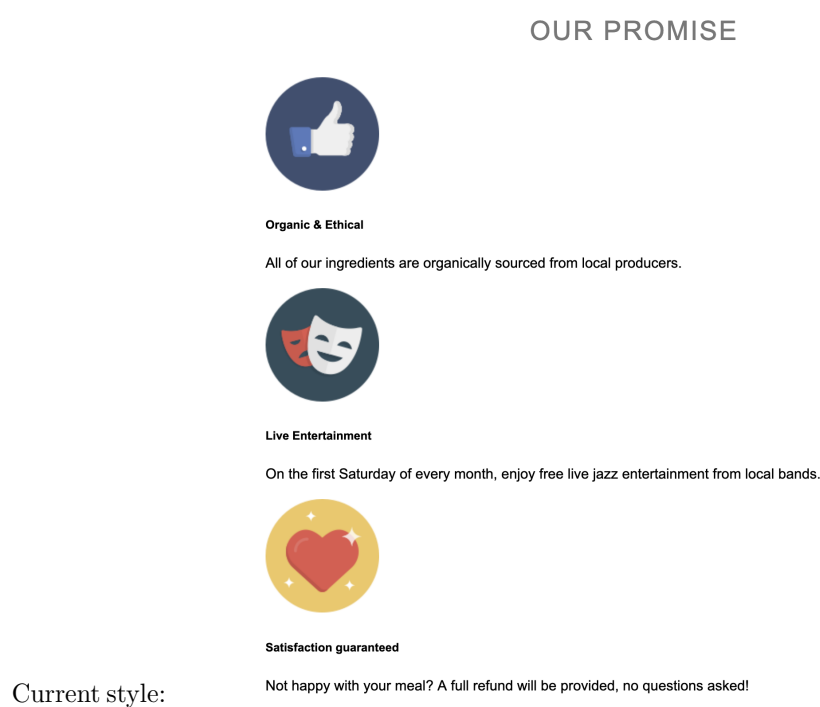 OUR PROMISE
Organic & Ethical
All of our ingredients are organically sourced from local producers.
Live Entertainment
On the first Saturday of every month, enjoy free live jazz entertainment from local bands.
Satisfaction guaranteed
Not happy with your meal? A full refund will be provided, no questions asked!
Current style: